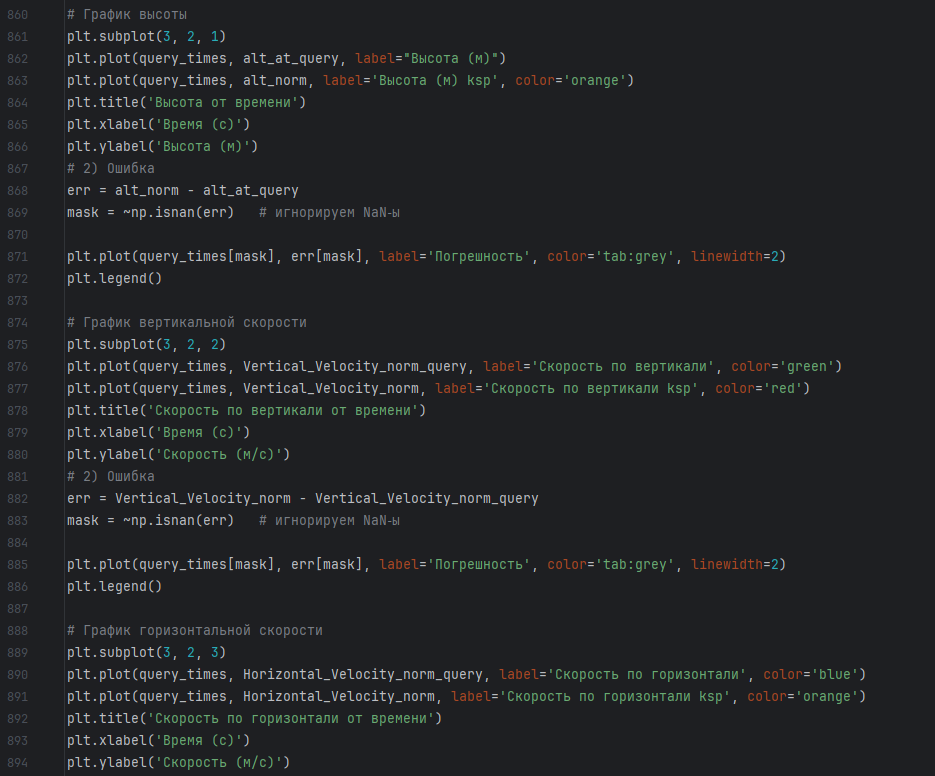 860 # График высоты
861 plt.subplot(3, 2, 1)
862 plt.plot(query_times, alt_at_query, label="Высота (м)")
863 plt.plot(query_times, alt_norm, label='Высота (м) ksp', color='orange')
864 plt.title('Высота от времени')
865 plt.xlabel('Время (с)')
866 plt.ylabel('Высота (м)')
867 # 2) Ошибка
868 err = alt_norm - alt_at_query
869 mask = ~np.isnan(err)   # игнорируем NaN-ы
870
871 plt.plot(query_times[mask], err[mask], label='Погрешность', color='tab:grey', linewidth=2)
872 plt.legend()
873
874 # График вертикальной скорости
875 plt.subplot(3, 2, 2)
876 plt.plot(query_times, Vertical_Velocity_norm_query, label='Скорость по вертикали', color='green')
877 plt.plot(query_times, Vertical_Velocity_norm, label='Скорость по вертикали ksp', color='red')
878 plt.title('Скорость по вертикали от времени')
879 plt.xlabel('Время (с)')
880 plt.ylabel('Скорость (м/с)')
881 # 2) Ошибка
882 err = Vertical_Velocity_norm - Vertical_Velocity_norm_query
883 mask = ~np.isnan(err)   # игнорируем NaN-ы
884
885 plt.plot(query_times[mask], err[mask], label='Погрешность', color='tab:grey', linewidth=2)
886 plt.legend()
887
888 # График горизонтальной скорости
889 plt.subplot(3, 2, 3)
890 plt.plot(query_times, Horizontal_Velocity_norm_query, label='Скорость по горизонтали', color='blue')
891 plt.plot(query_times, Horizontal_Velocity_norm, label='Скорость по горизонтали ksp', color='orange')
892 plt.title('Скорость по горизонтали от времени')
893 plt.xlabel('Время (с)')
894 plt.ylabel('Скорость (м/с)')